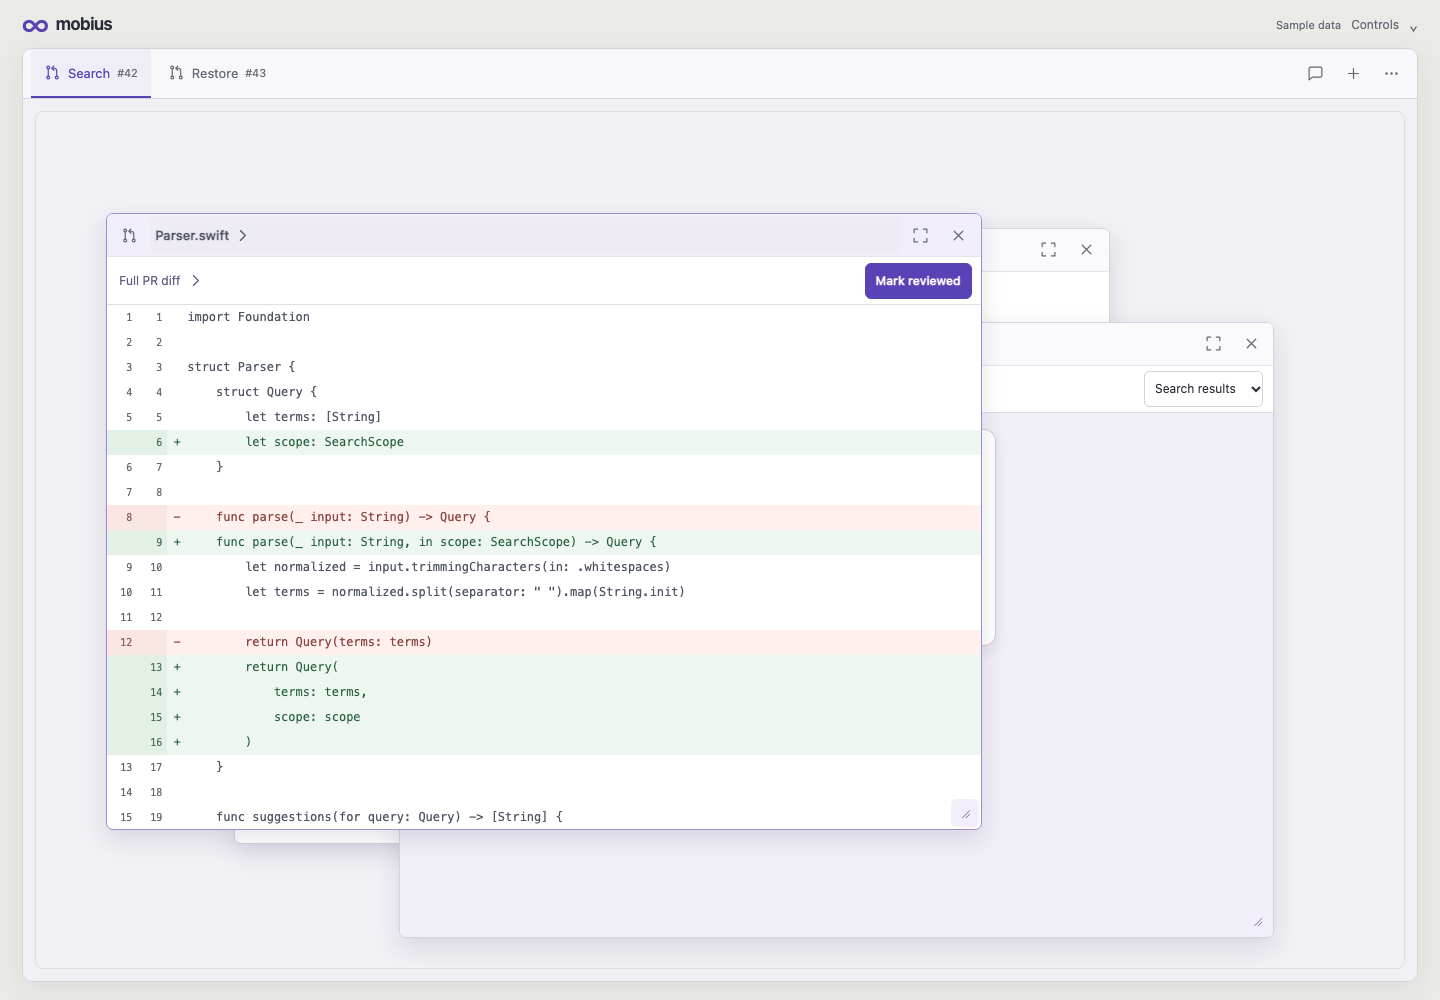 mobius
Sample data Controls
Search #42
Restore #43
Parser.swift
Full PR diff
Mark reviewed
Search results
1 1 import Foundation
2 2
3 3 struct Parser {
4 4 struct Query {
5 5 let terms: [String]
6 + let scope: SearchScope
6 7 }
7 8
8 - func parse(_ input: String) -> Query {
9 + func parse(_ input: String, in scope: SearchScope) -> Query {
9 10 let normalized = input.trimmingCharacters(in: .whitespaces)
10 11 let terms = normalized.split(separator: " ").map(String.init)
11 12
12 - return Query(terms: terms)
13 + return Query(
14 + terms: terms,
15 + scope: scope
16 + )
13 17 }
14 18
15 19 func suggestions(for query: Query) -> [String] {